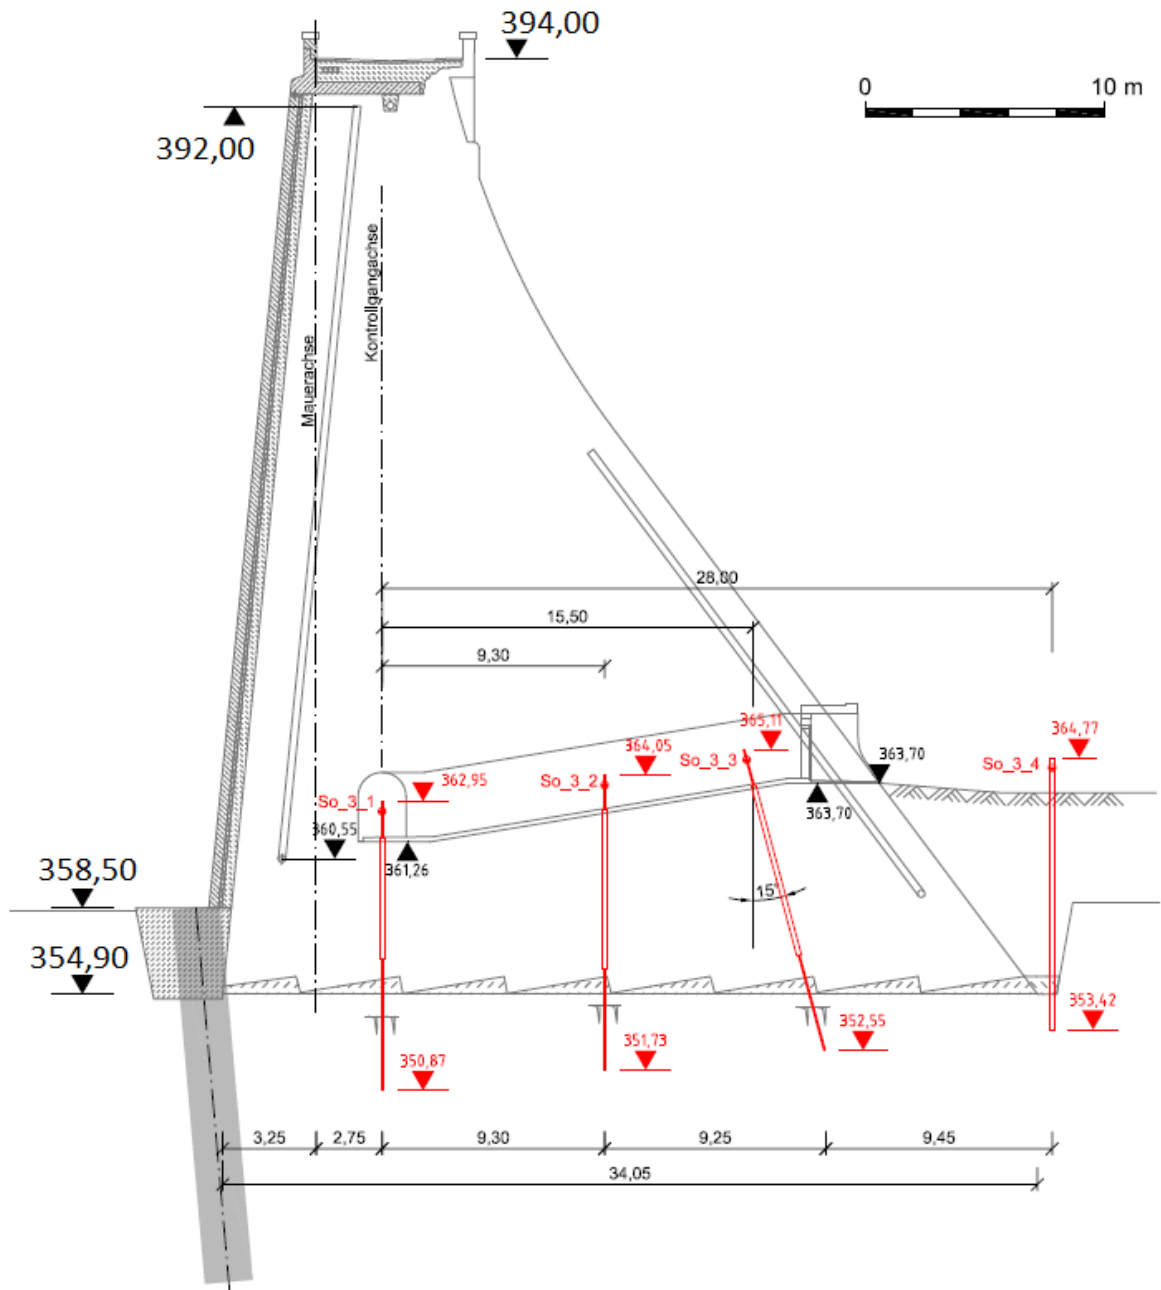 394,00
0 10 m
392,00
Kontrollgangachse
Mauerachse
28,00
15,50
9,30
365,11
364,77
364,05
363,70
So_3_3
So_3_4
362,95
So_3_2
So_3_1
363,70
360,55
361,26
358,50
15°
354,90
353,42
352,55
351,73
350,87
3,25 2,75 9,30 9,25 9,45
34,05